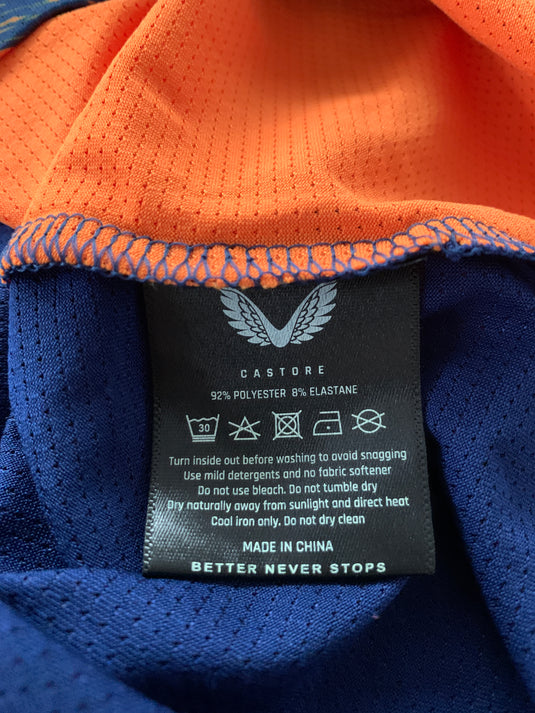 CASTORE
92% POLYESTER 8% ELASTANE
30
Turn inside out before washing to avoid snagging
Use mild detergents and no fabric softener
Do not use bleach. Do not tumble dry
Dry naturally away from sunlight and direct heat
Cool iron only. Do not dry clean
MADE IN CHINA
BETTER NEVER STOPS